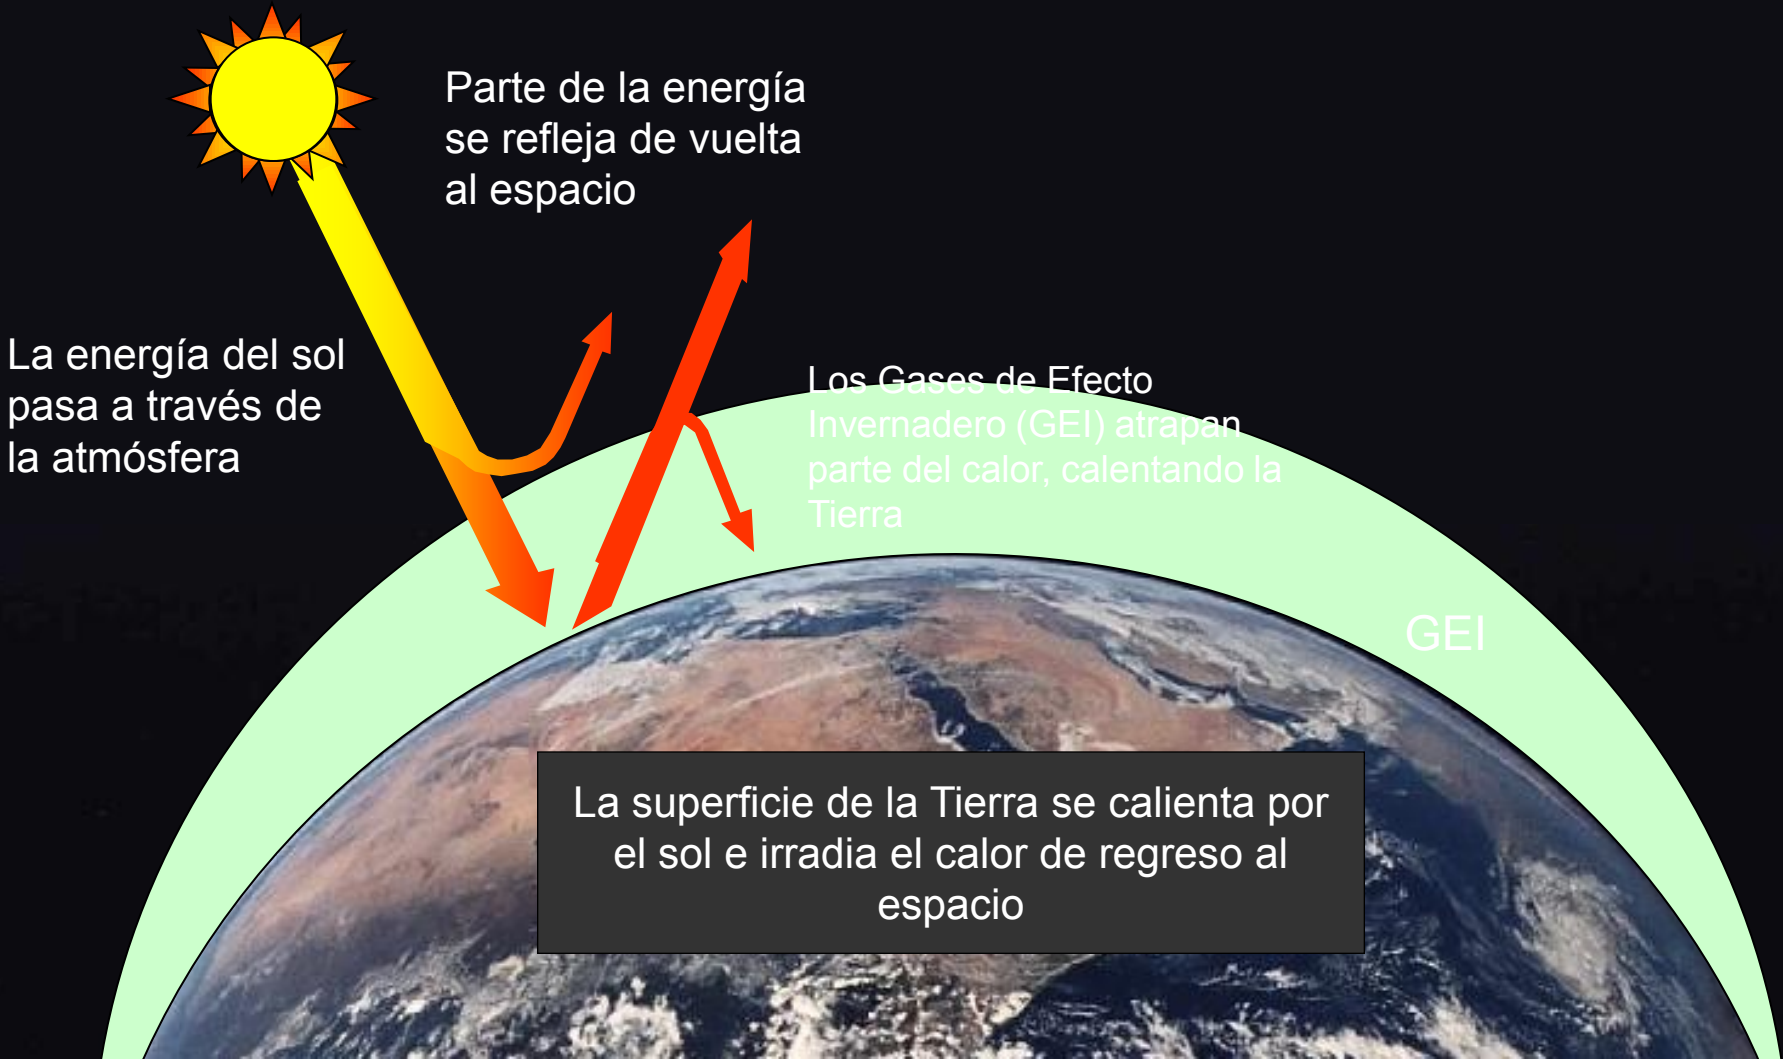 Parte de la energía
se refleja de vuelta
al espacio
La energía del sol
pasa a través de
la atmósfera
Los Gases de Efecto
Invernadero (GEI) atrapan
parte del calor, calentando la
Tierra
GEI
La superficie de la Tierra se calienta por
el sol e irradia el calor de regreso al
espacio